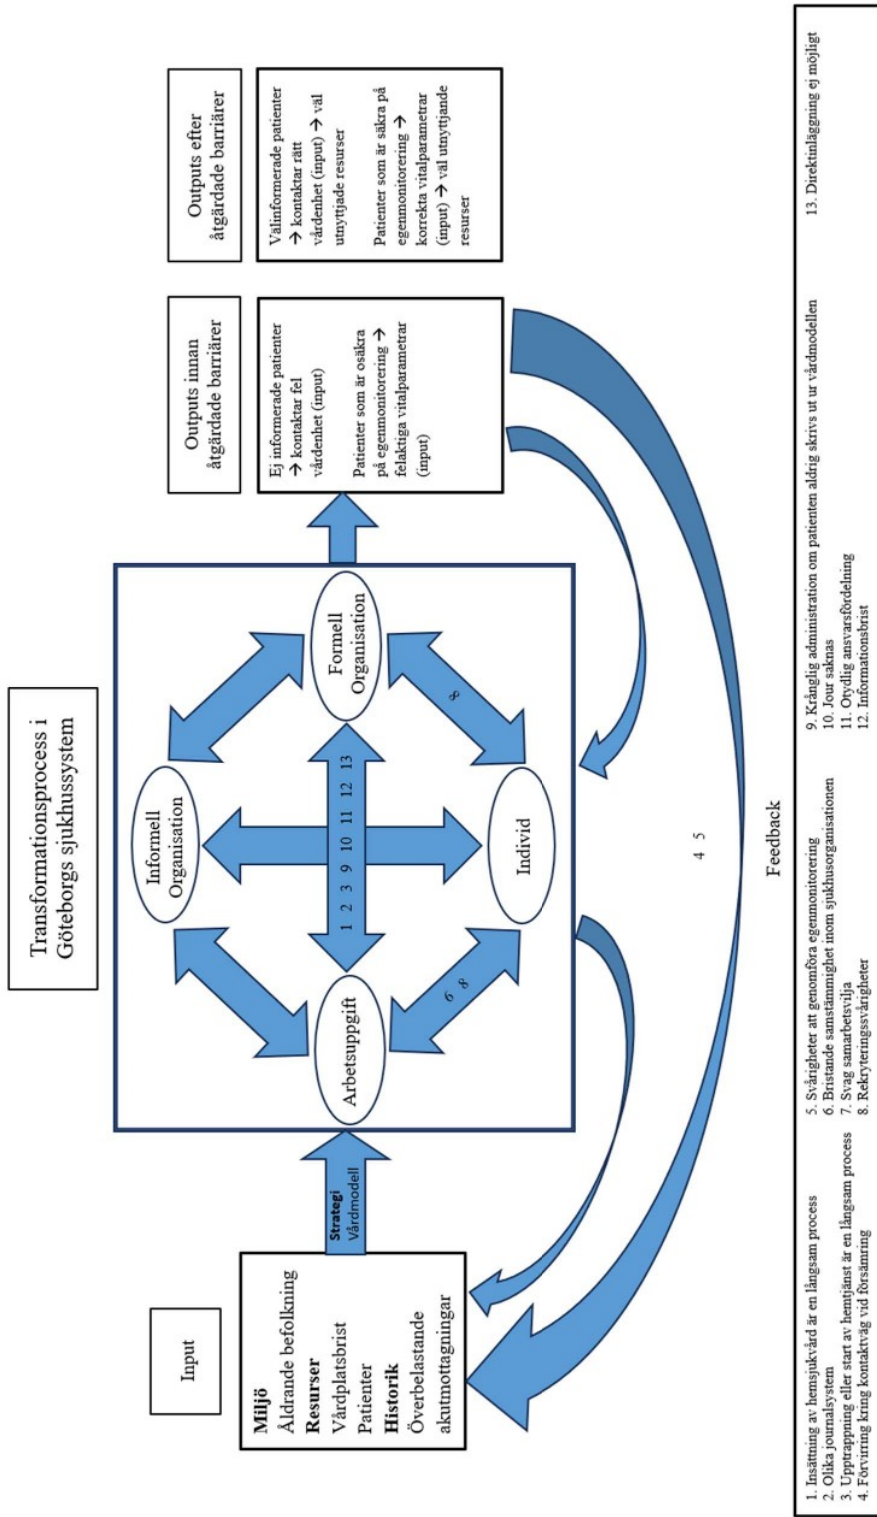 Transformationsprocess i
Göteborgs sjukhussystem
Input
Miljö
Åldrande befolkning
Resurser
Vårdplatsbrist
Patienter
Historik
Överbelastande
akutmottagningar
Strategi
Vårdmodell
Informell
Organisation
Arbetsuppgift
Formell
Organisation
Individ
1 2 3 9 10 11 12 13
6 8
8
Outputs innan
åtgärdade barriärer
Ej informerade patienter
→ kontaktar fel
vårdenhet (input)
Patienter som är osäkra
på egenmonitorering →
felaktiga vitalparametrar
(input)
Outputs efter
åtgärdade barriärer
Välinformerade patienter
→ kontaktar rätt
vårdenhet (input) → väl
utnyttjade resurser
Patienter som är säkra på
egenmonitorering →
korrekta vitalparametrar
(input) → väl utnyttjande
resurser
4 5
Feedback
1. Insättning av hemsjukvård är en långsam process
2. Olika journalsystem
3. Upptrappning eller start av hemtjänst är en långsam process
4. Förvirring kring kontaktväg vid försämring
5. Svårigheter att genomföra egenmonitorering
6. Bristande samstämmighet inom sjukhusorganisationen
7. Svag samarbetsvilja
8. Rekryteringssvårigheter
9. Krånglig administration om patienten aldrig skrivs ut ur vårdmodellen
10. Jour saknas
11. Otydlig ansvarsfördelning
12. Informationsbrist
13. Direktinläggning ej möjligt